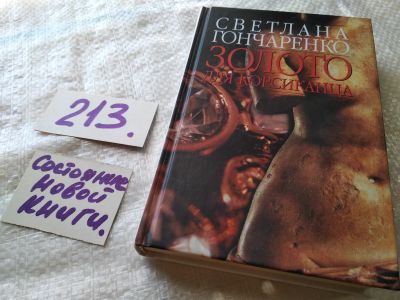 СВЕТЛАНА
ГОНЧАРЕНКО
ЗОЛОТО
ДЛЯ КОРСИКАНЦА
213.
Состояние
новой
книги.